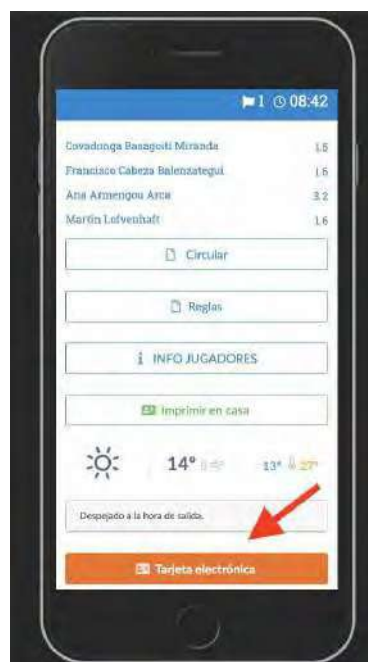 1 08:42
Covadonga Basagoiti Miranda 1.5
Francisco Cabeza Balenzategui 1.6
Ana Armengou Arca 3.2
Martin Lofvenhaft 1.6
Circular
Reglas
i INFO JUGADORES
Imprimir en casa
14° 13° 27°
Despejado a la hora de salida.
Tarjeta electrónica